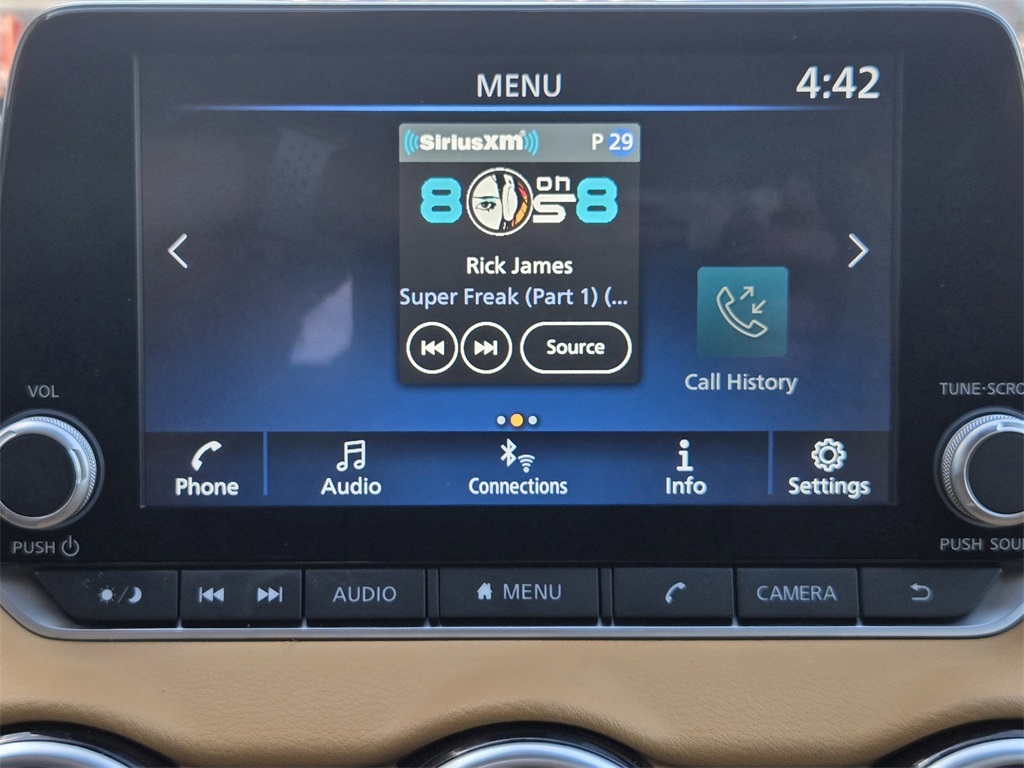 MENU
4:42
SiriusXM
P 29
80s on 8
Rick James
Super Freak (Part 1) (...
Source
Call History
VOL
TUNE·SCRO
Phone
Audio
Connections
Info
Settings
PUSH
PUSH SOU
AUDIO
MENU
CAMERA